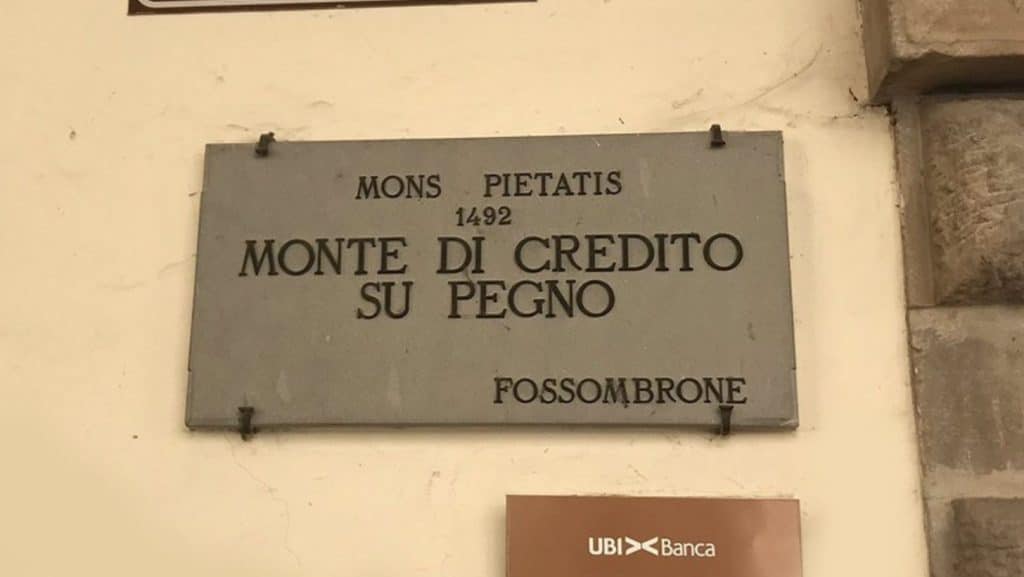 MONS PIETATIS
1492
MONTE DI CREDITO
SU PEGNO
FOSSOMBRONE
UBI Banca